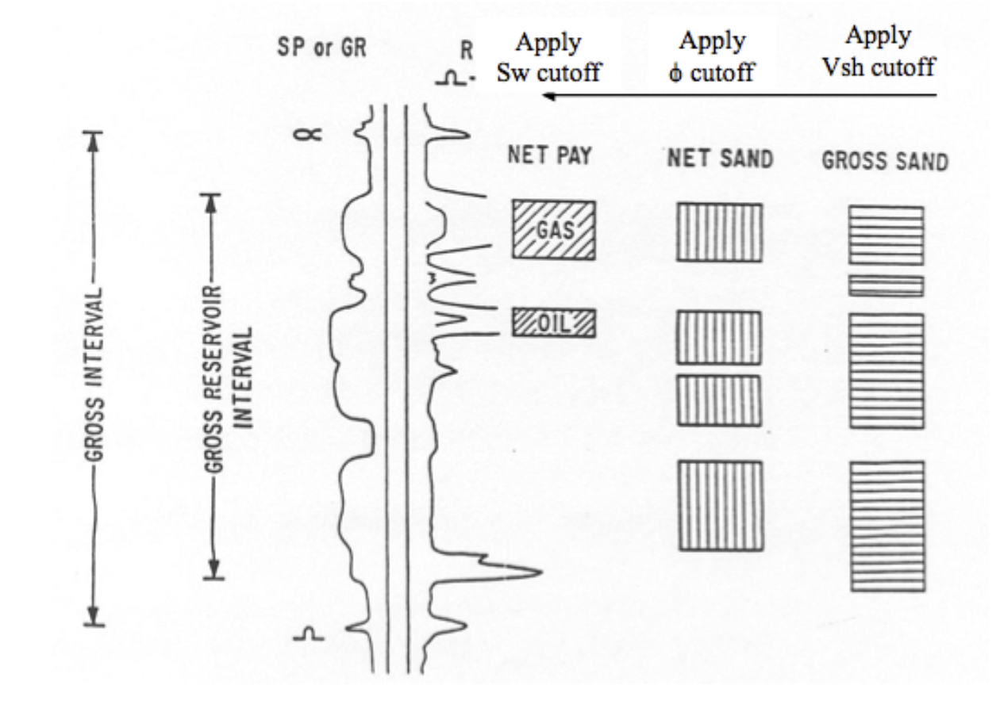 SP or GR
R
Apply
Sw cutoff
Apply
ϕ cutoff
Apply
Vsh cutoff
NET PAY
NET SAND
GROSS SAND
GAS
OIL
GROSS INTERVAL
GROSS RESERVOIR
INTERVAL